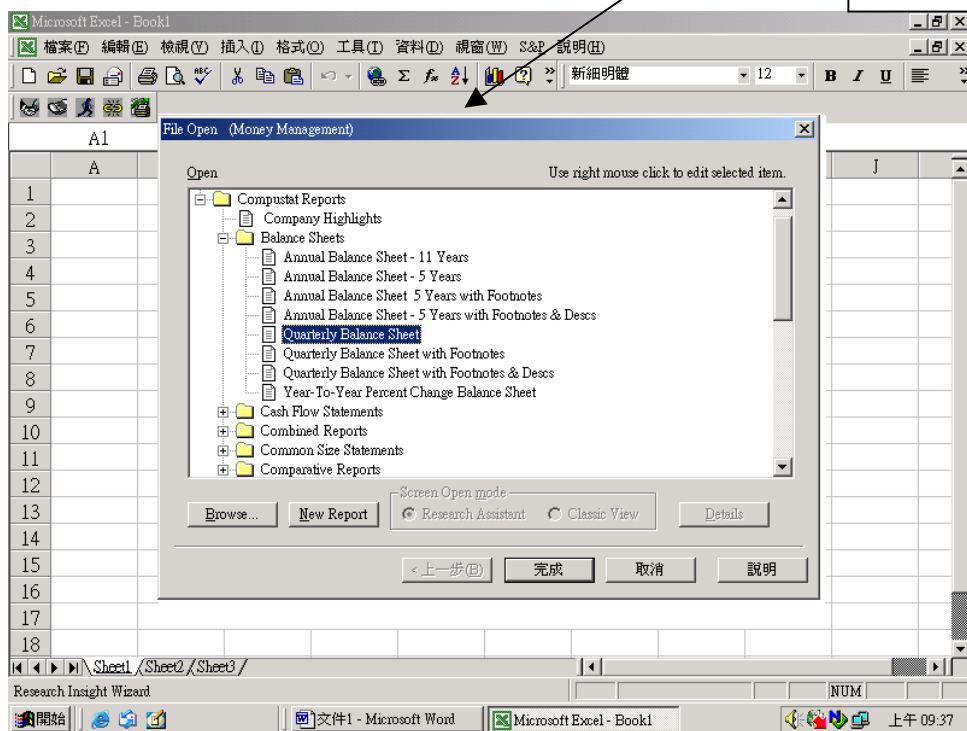 Microsoft Excel - Book1
檔案(F) 編輯(E) 檢視(V) 插入(I) 格式(O) 工具(T) 資料(D) 視窗(W) S&P 說明(H)
新細明體 12 B I U
A1
File Open (Money Management)
A J
Open Use right mouse click to edit selected item.
Compustat Reports
Company Highlights
Balance Sheets
Annual Balance Sheet - 11 Years
Annual Balance Sheet - 5 Years
Annual Balance Sheet 5 Years with Footnotes
Annual Balance Sheet - 5 Years with Footnotes & Descs
Quarterly Balance Sheet
Quarterly Balance Sheet with Footnotes
Quarterly Balance Sheet with Footnotes & Descs
Year-To-Year Percent Change Balance Sheet
Cash Flow Statements
Combined Reports
Common Size Statements
Comparative Reports
Screen Open mode
Browse... New Report Research Assistant Classic View Details
<上一步(B) 完成 取消 說明
1
2
3
4
5
6
7
8
9
10
11
12
13
14
15
16
17
18
Sheet1 Sheet2 Sheet3
Research Insight Wizard NUM
開始 文件1 - Microsoft Word Microsoft Excel - Book1 上午 09:37